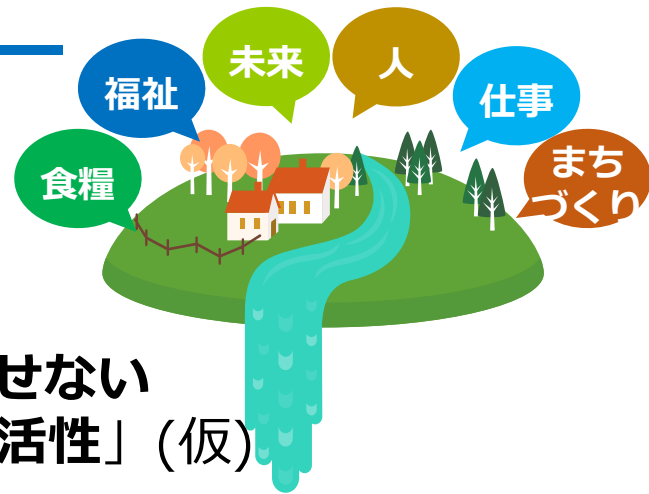 食糧
福祉
未来
人
仕事
まち
づくり
せない
活性」(仮)